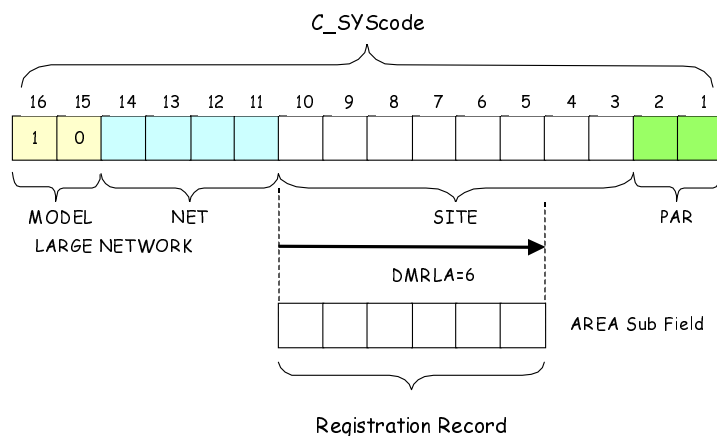 C_SYScode
16 15 14 13 12 11 10 9 8 7 6 5 4 3 2 1
1 0
MODEL NET SITE PAR
LARGE NETWORK
DMRLA=6
AREA Sub Field
Registration Record